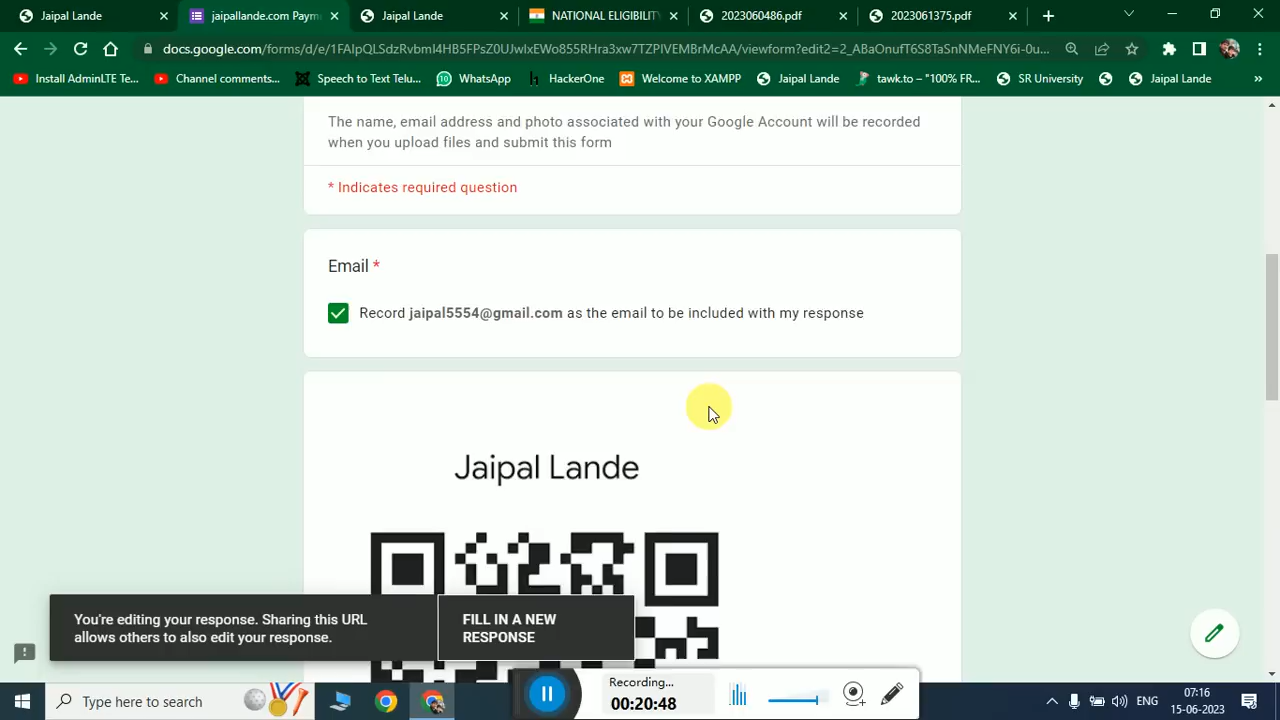 Jaipal Lande
jaipallande.com Payme
Jaipal Lande
NATIONAL ELIGIBILITY
2023060486.pdf
2023061375.pdf
docs.google.com/forms/d/e/1FAIpQLSdzRvbmI4HB5FPsZ0UJwIxEWo855RHra3xw7TZPIVEMBrMcAA/viewform?edit2=2_ABaOnufT6S8TaSnNMeFNY6i-0u...
Install AdminLTE Te...
Channel comments...
Speech to Text Telu...
WhatsApp
HackerOne
Welcome to XAMPP
Jaipal Lande
tawk.to – "100% FR...
SR University
Jaipal Lande
»
The name, email address and photo associated with your Google Account will be recorded
when you upload files and submit this form
* Indicates required question
Email *
Record jaipal5554@gmail.com as the email to be included with my response
Jaipal Lande
You're editing your response. Sharing this URL
allows others to also edit your response.
FILL IN A NEW
RESPONSE
Recording...
00:20:48
Type here to search
ENG
07:16
15-06-2023